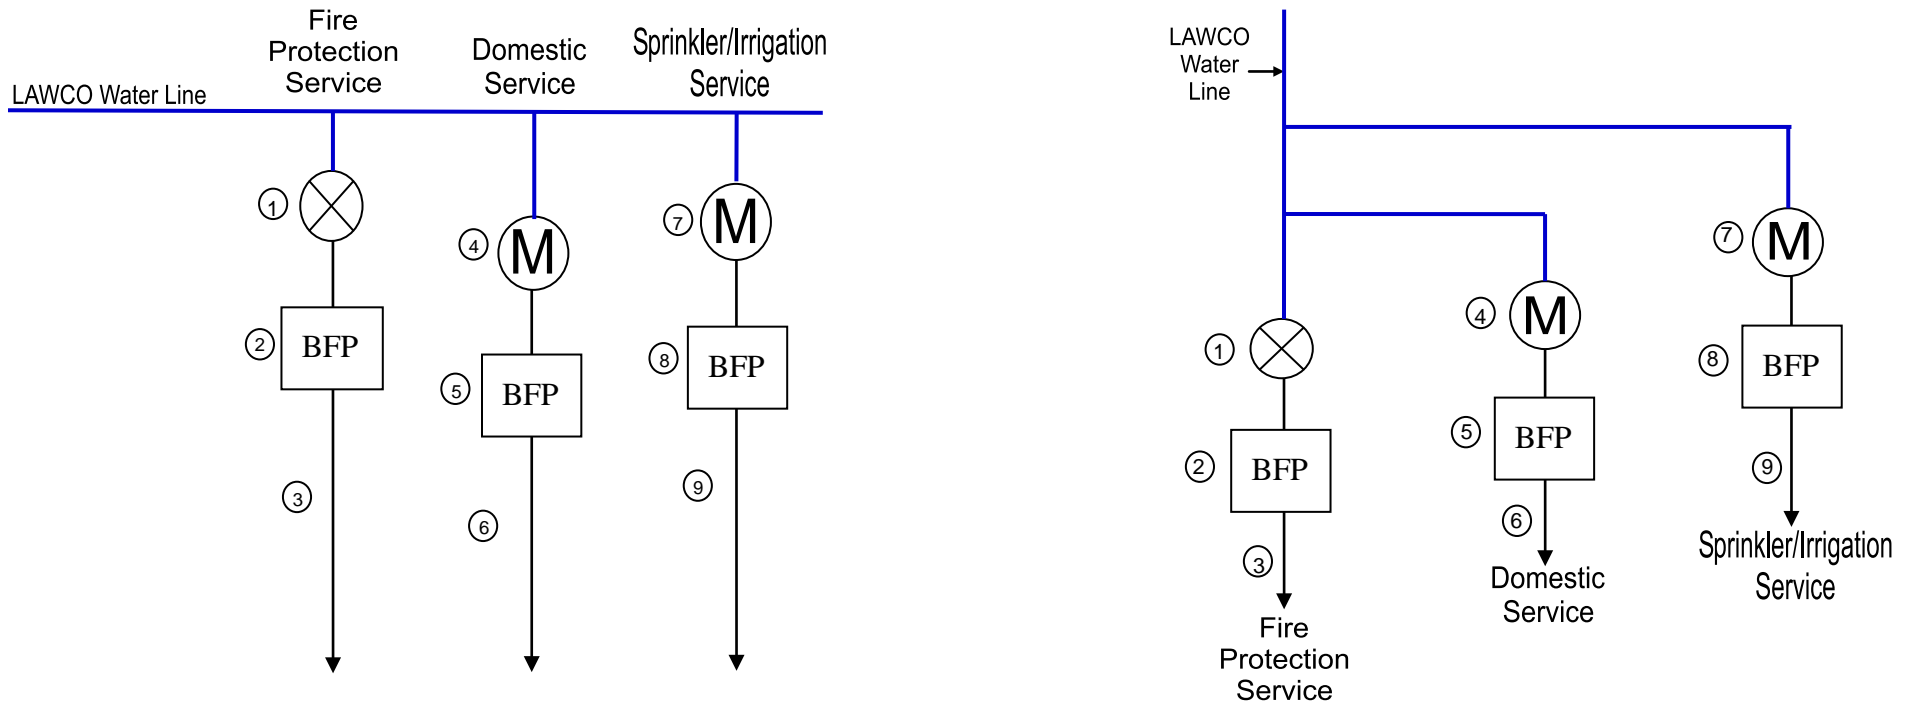 Fire
Protection
Service
Domestic
Service
Sprinkler/Irrigation
Service
LAWCO Water Line
1
M
4
M
7
BFP
2
BFP
5
BFP
8
3
6
9
LAWCO
Water
Line
M
7
M
4
1
BFP
8
BFP
5
BFP
2
9
6
3
Sprinkler/Irrigation
Service
Domestic
Service
Fire
Protection
Service